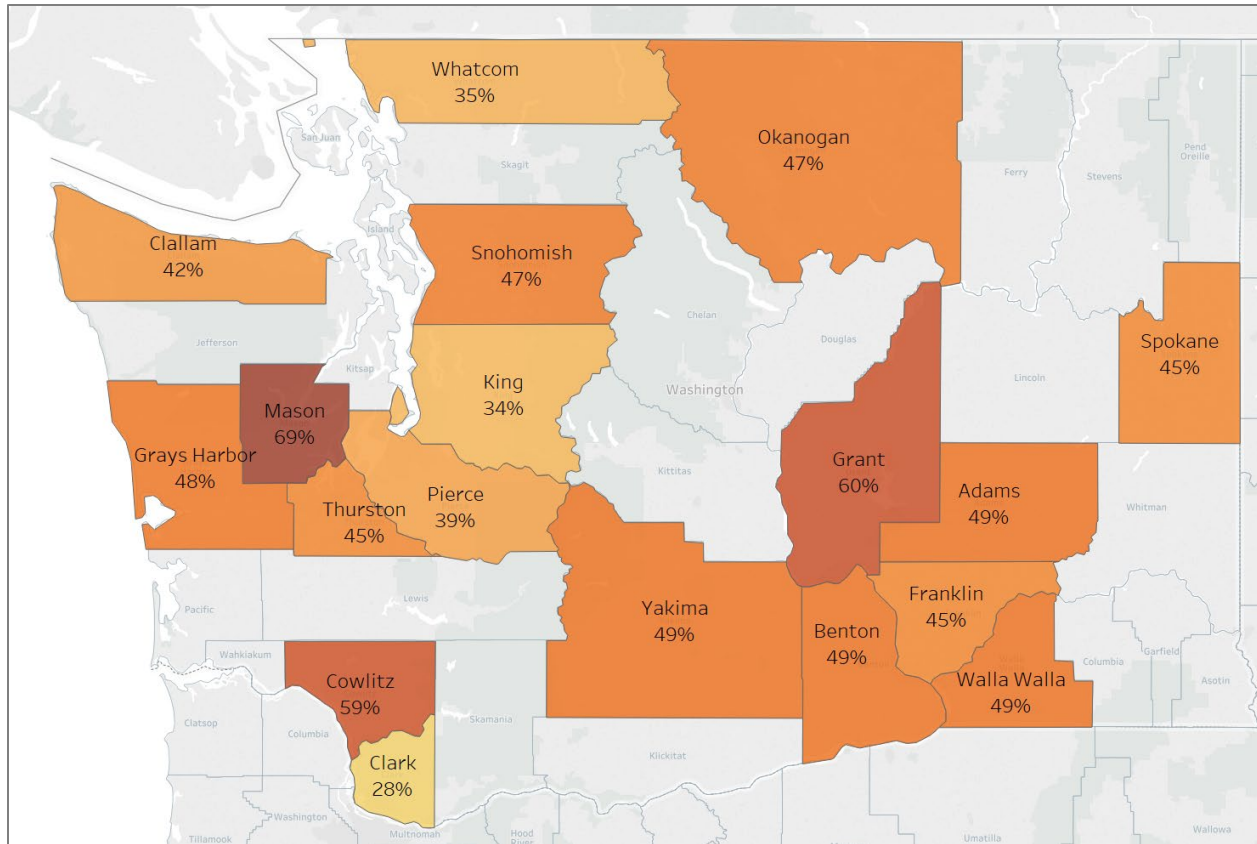 Whatcom
35%
Okanogan
47%
San Juan
Skagit
Ferry
Stevens
Pend
Oreille
Island
Clallam
42%
Snohomish
47%
Chelan
Douglas
Jefferson
Kitsap
Spokane
45%
Lincoln
King
34%
Washington
Mason
69%
Grays Harbor
48%
Kittitas
Grant
60%
Thurston
45%
Pierce
39%
Adams
49%
Whitman
Pacific
Lewis
Yakima
49%
Franklin
45%
Benton
49%
Wahkiakum
Columbia
Garfield
Asotin
Walla Walla
49%
Cowlitz
59%
Skamania
Clatsop
Columbia
Klickitat
Clark
28%
Washington
Tillamook
Multnomah
Hood
River
Umatilla
Wallowa